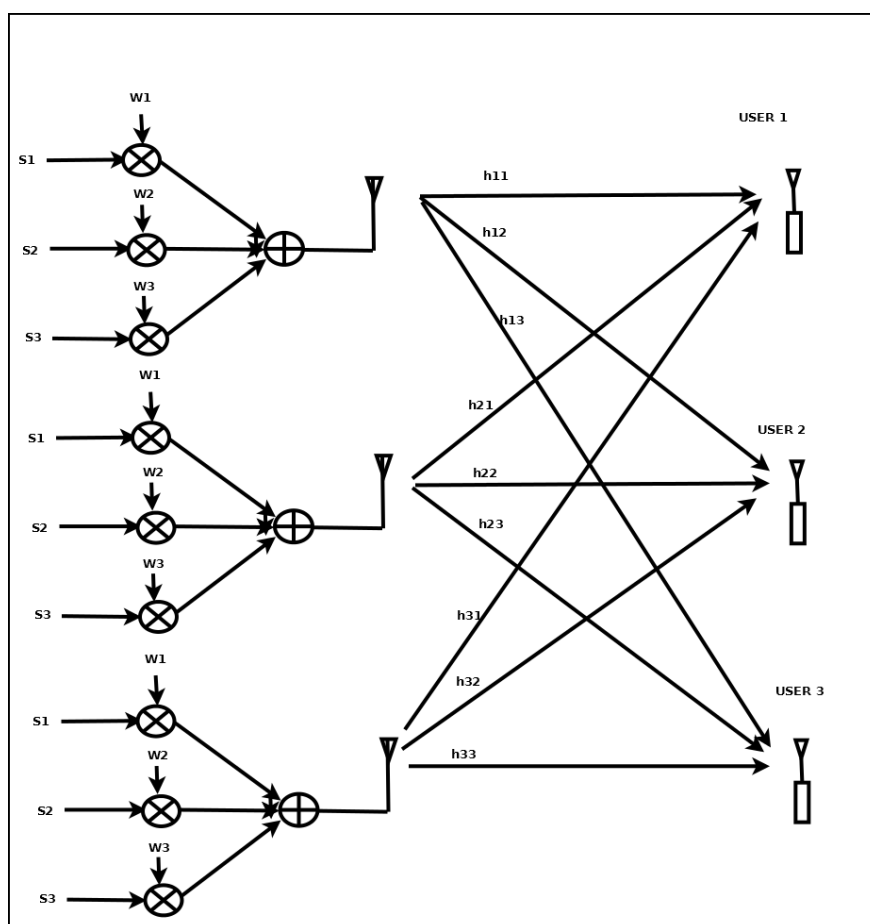 W1
S1
W2
S2
W3
S3
W1
S1
W2
S2
W3
S3
W1
S1
W2
S2
W3
S3
h11
h12
h13
h21
h22
h23
h31
h32
h33
USER 1
USER 2
USER 3